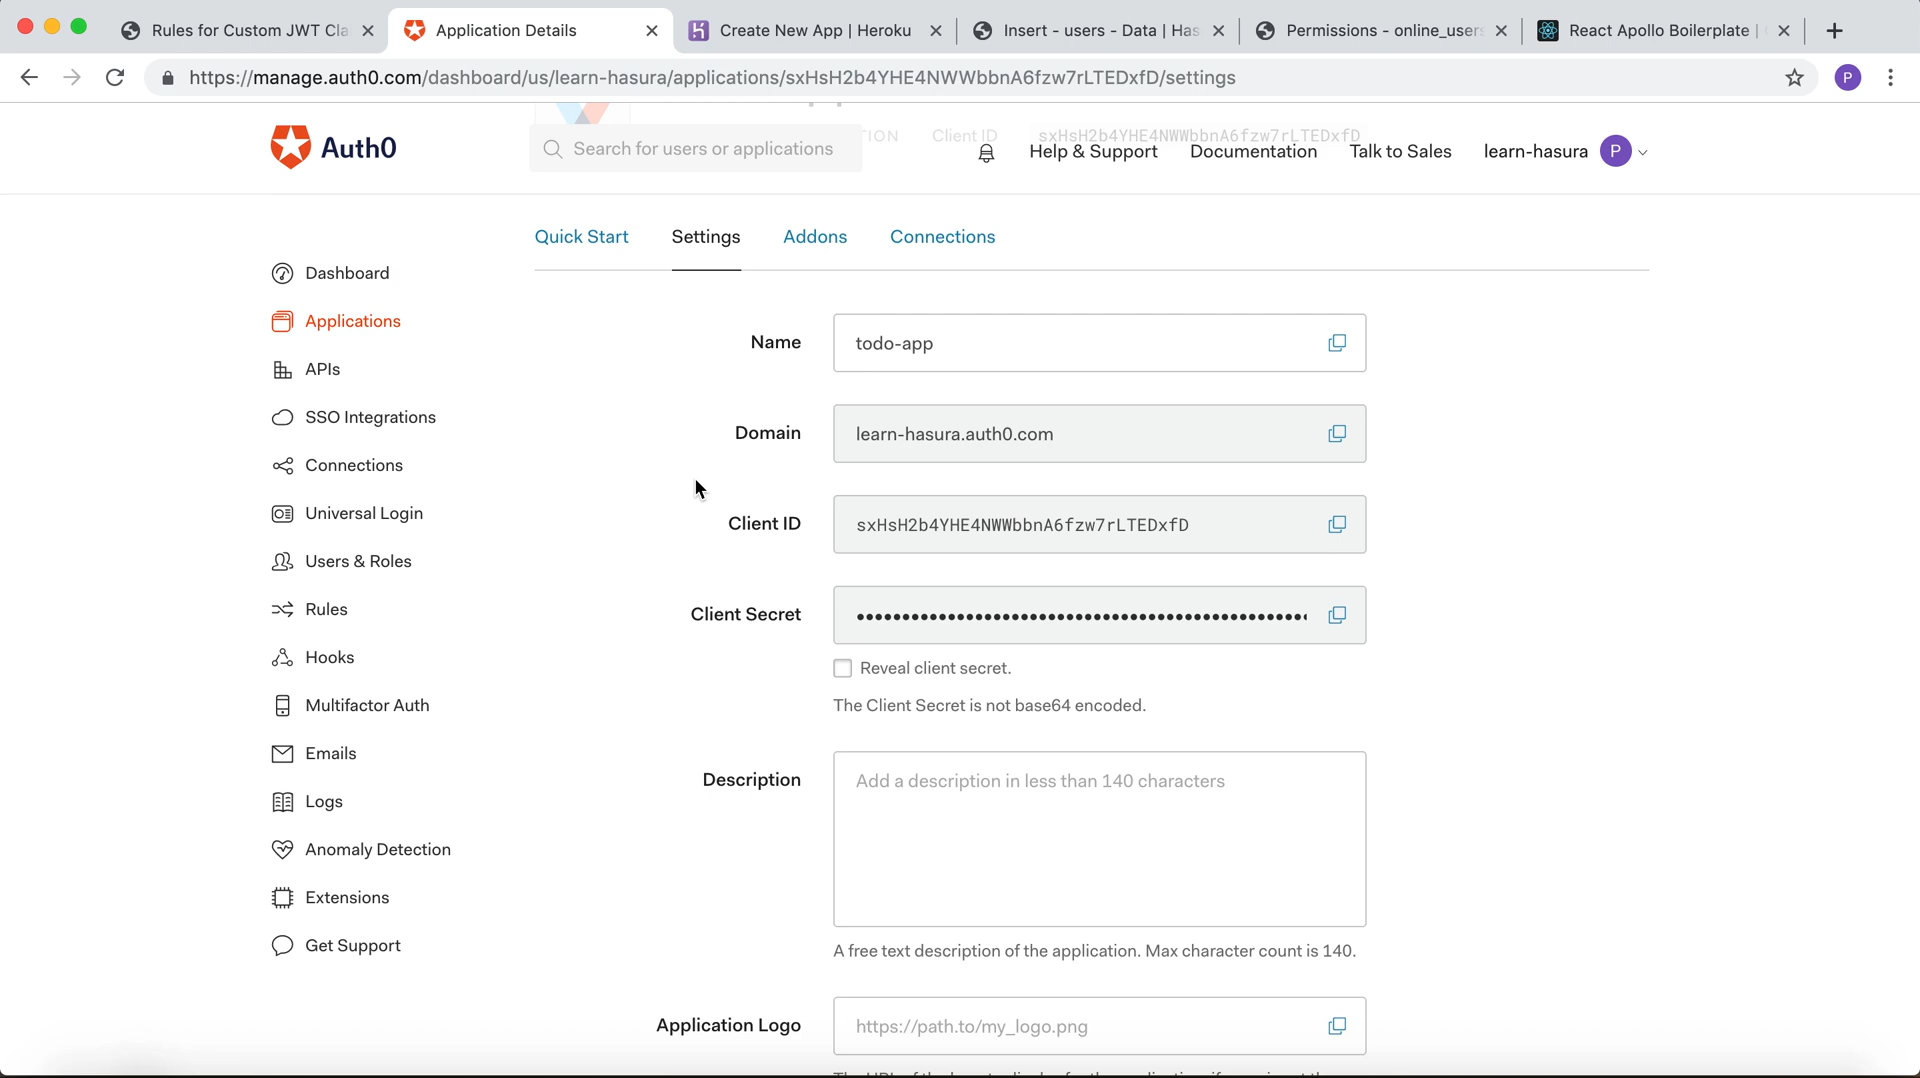 Rules for Custom JWT Cla
Application Details
Create New App | Heroku
Insert - users - Data | Has
Permissions - online_users
React Apollo Boilerplate |
https://manage.auth0.com/dashboard/us/learn-hasura/applications/sxHsH2b4YHE4NWWbbnA6fzw7rLTEDxfD/settings
P
Auth0
Search for users or applications
ION
Client ID
sxHsH2b4YHE4NWWbbnA6fzw7rLTEDxfD
Help & Support
Documentation
Talk to Sales
learn-hasura
P
Quick Start
Settings
Addons
Connections
Dashboard
Applications
APIs
SSO Integrations
Connections
Universal Login
Users & Roles
Rules
Hooks
Multifactor Auth
Emails
Logs
Anomaly Detection
Extensions
Get Support
Name
todo-app
Domain
learn-hasura.auth0.com
Client ID
sxHsH2b4YHE4NWWbbnA6fzw7rLTEDxfD
Client Secret
Reveal client secret.
The Client Secret is not base64 encoded.
Description
Add a description in less than 140 characters
A free text description of the application. Max character count is 140.
Application Logo
https://path.to/my_logo.png